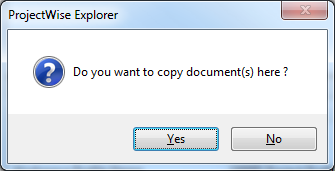 ProjectWise Explorer
Do you want to copy document(s) here ?
Yes
No